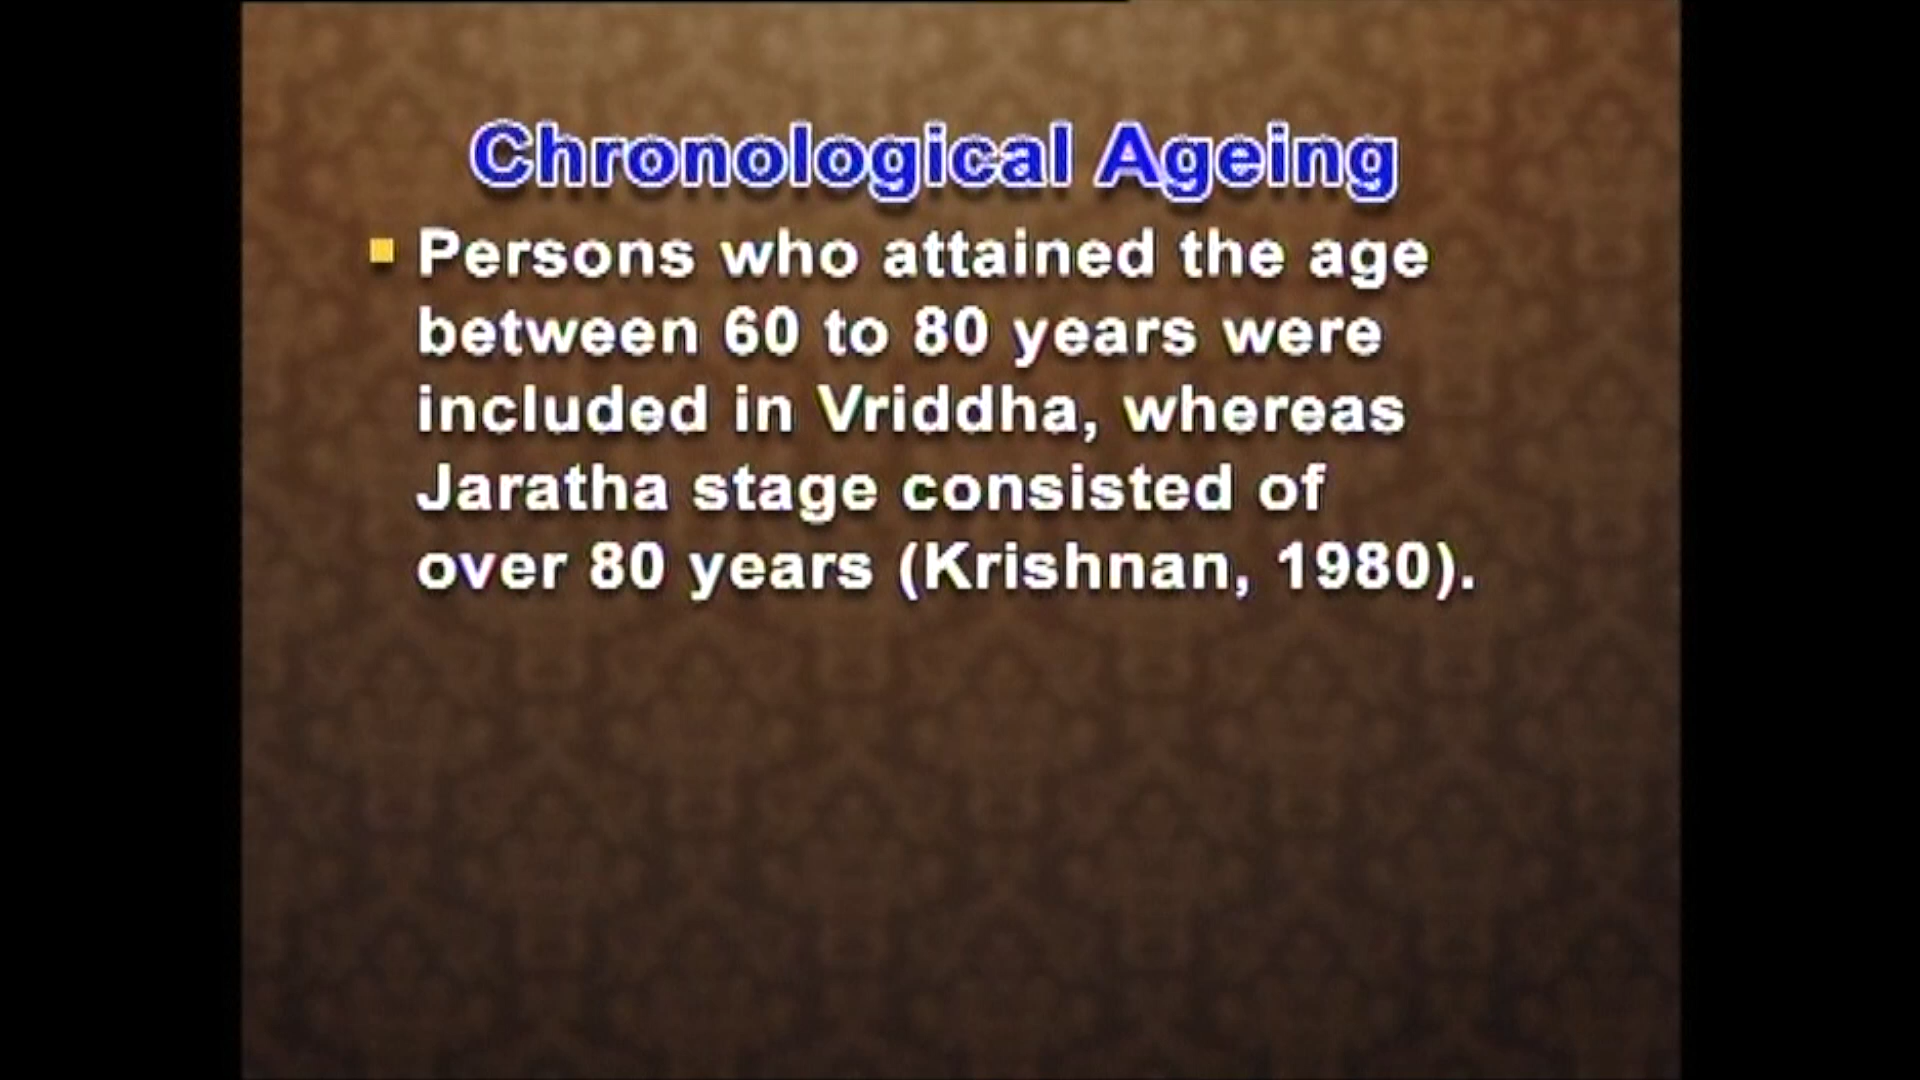 Chronological Ageing
Persons who attained the age
between 60 to 80 years were
included in Vriddha, whereas
Jaratha stage consisted of
over 80 years (Krishnan, 1980).